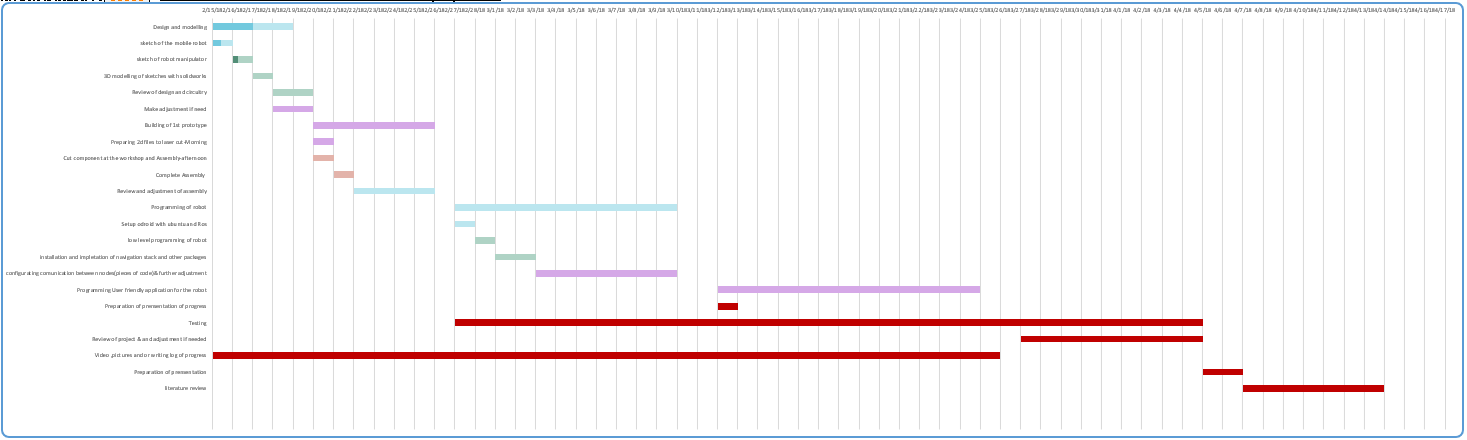 2/15/182/16/182/17/182/18/182/19/182/20/182/21/182/22/182/23/182/24/182/25/182/26/182/27/182/28/18 3/1/18 3/2/18 3/3/18 3/4/18 3/5/18 3/6/18 3/7/18 3/8/18 3/9/18 3/10/183/11/183/12/183/13/183/14/183/15/183/16/183/17/183/18/183/19/183/20/183/21/183/22/183/23/183/24/183/25/183/26/183/27/183/28/183/29/183/30/183/31/18 4/1/18 4/2/18 4/3/18 4/4/18 4/5/18 4/6/18 4/7/18 4/8/18 4/9/18 4/10/184/11/184/12/184/13/184/14/184/15/184/16/184/17/18
Design and modelling
sketch of the mobile robot
sketch of robot manipulator
3D modelling of sketches with solidworks
Review of design and circuitry
Make adjustment if need
Building of 1st prototype
Preparing 2d files to laser cut-Morning
Cut component at the workshop and Assembly-afternoon
Complete Assembly
Review and adjustment of assembly
Programming of robot
Setup odroid with ubuntu and Ros
low level programming of robot
installation and impletation of navigation stack and other packages
configurating comunication between nodes(pieces of code)& further adjustment
Programming User friendly application for the robot
Preparation of prensentation of progress
Testing
Review of project & and adjustment if needed
Video ,pictures and or writing log of progress
Preparation of prensentation
literature review